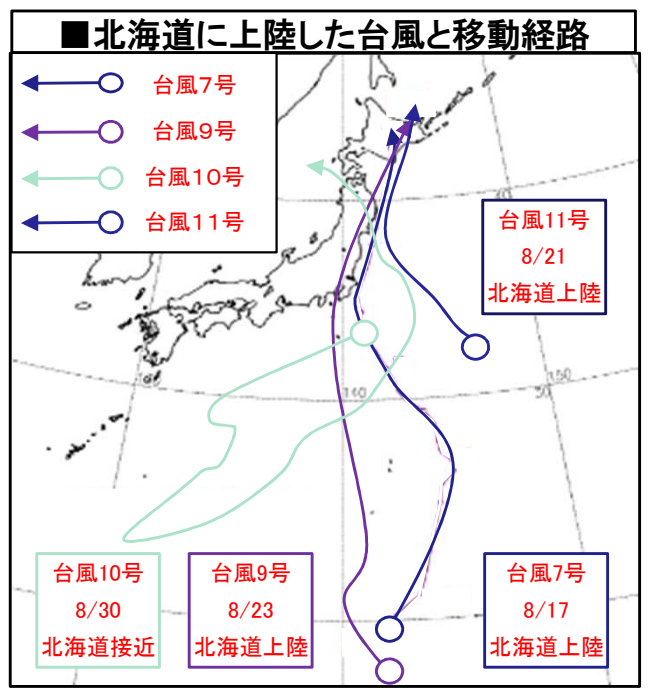 ■北海道に上陸した台風と移動経路
台風7号
台風9号
台風10号
台風11号
台風11号
8/21
北海道上陸
140
150
30
台風10号
8/30
北海道接近
台風9号
8/23
北海道上陸
台風7号
8/17
北海道上陸